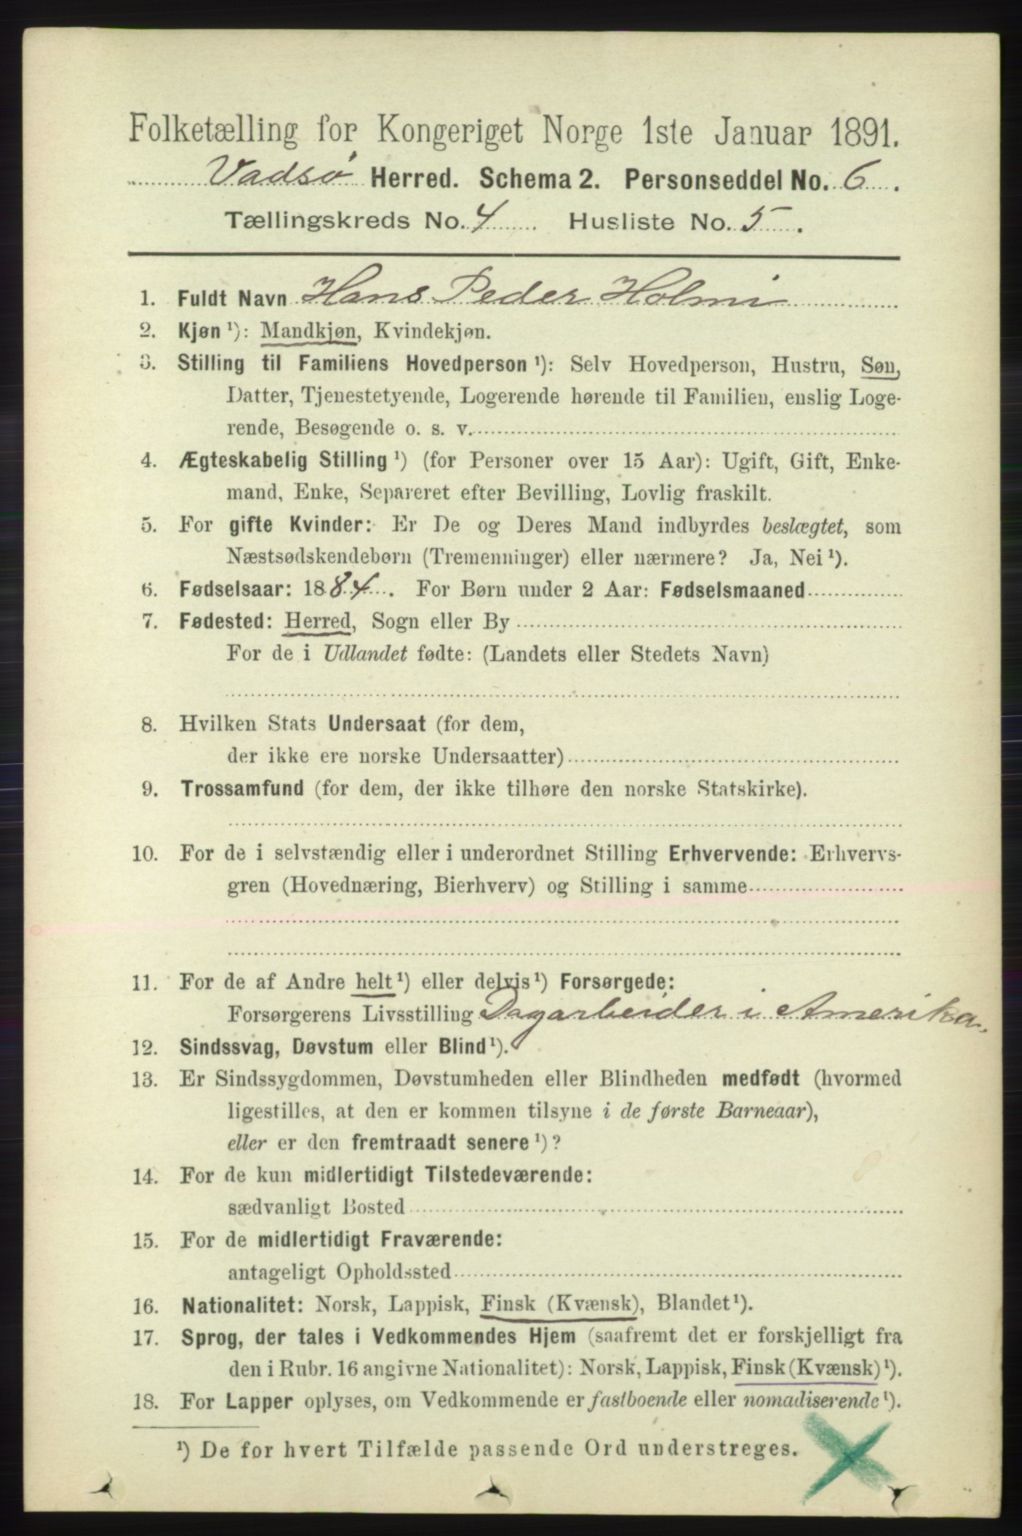 Folketælling for Kongeriget Norge 1ste Januar 1891.
Vadsø Herred. Schema 2. Personseddel No. 6.
Tællingskreds No. 4 Husliste No. 5.
1. Fuldt Navn Hans Peder Holmi
2. Kjøn ¹): Mandkjøn, Kvindekjøn.
3. Stilling til Familiens Hovedperson ¹): Selv Hovedperson, Hustru, Søn,
Datter, Tjenestetyende, Logerende hørende til Familien, enslig Loge-
rende, Besøgende o. s. v.
4. Ægteskabelig Stilling ¹) (for Personer over 15 Aar): Ugift, Gift, Enke-
mand, Enke, Separeret efter Bevilling, Lovlig fraskilt.
5. For gifte Kvinder: Er De og Deres Mand indbyrdes beslægtet, som
Næstsødskendebørn (Tremenninger) eller nærmere? Ja, Nei ¹).
6. Fødselsaar: 1884. For Børn under 2 Aar: Fødselsmaaned
7. Fødested: Herred, Sogn eller By
For de i Udlandet fødte: (Landets eller Stedets Navn)
8. Hvilken Stats Undersaat (for dem,
der ikke ere norske Undersaatter)
9. Trossamfund (for dem, der ikke tilhøre den norske Statskirke).
10. For de i selvstændig eller i underordnet Stilling Erhvervende: Erhvervs-
gren (Hovednæring, Bierhverv) og Stilling i samme
11. For de af Andre helt ¹) eller delvis ¹) Forsørgede:
Forsørgerens Livsstilling Dagarbeider i Amerika.
12. Sindssvag, Døvstum eller Blind ¹).
13. Er Sindssygdommen, Døvstumheden eller Blindheden medfødt (hvormed
ligestilles, at den er kommen tilsyne i de første Barneaar),
eller er den fremtraadt senere ¹)?
14. For de kun midlertidigt Tilstedeværende:
sædvanligt Bosted
15. For de midlertidigt Fraværende:
antageligt Opholdssted
16. Nationalitet: Norsk, Lappisk, Finsk (Kvænsk), Blandet ¹).
17. Sprog, der tales i Vedkommendes Hjem (saafremt det er forskjelligt fra
den i Rubr. 16 angivne Nationalitet): Norsk, Lappisk, Finsk (Kvænsk) ¹).
18. For Lapper oplyses, om Vedkommende er fastboende eller nomadiserende ¹).
¹) De for hvert Tilfælde passende Ord understreges.